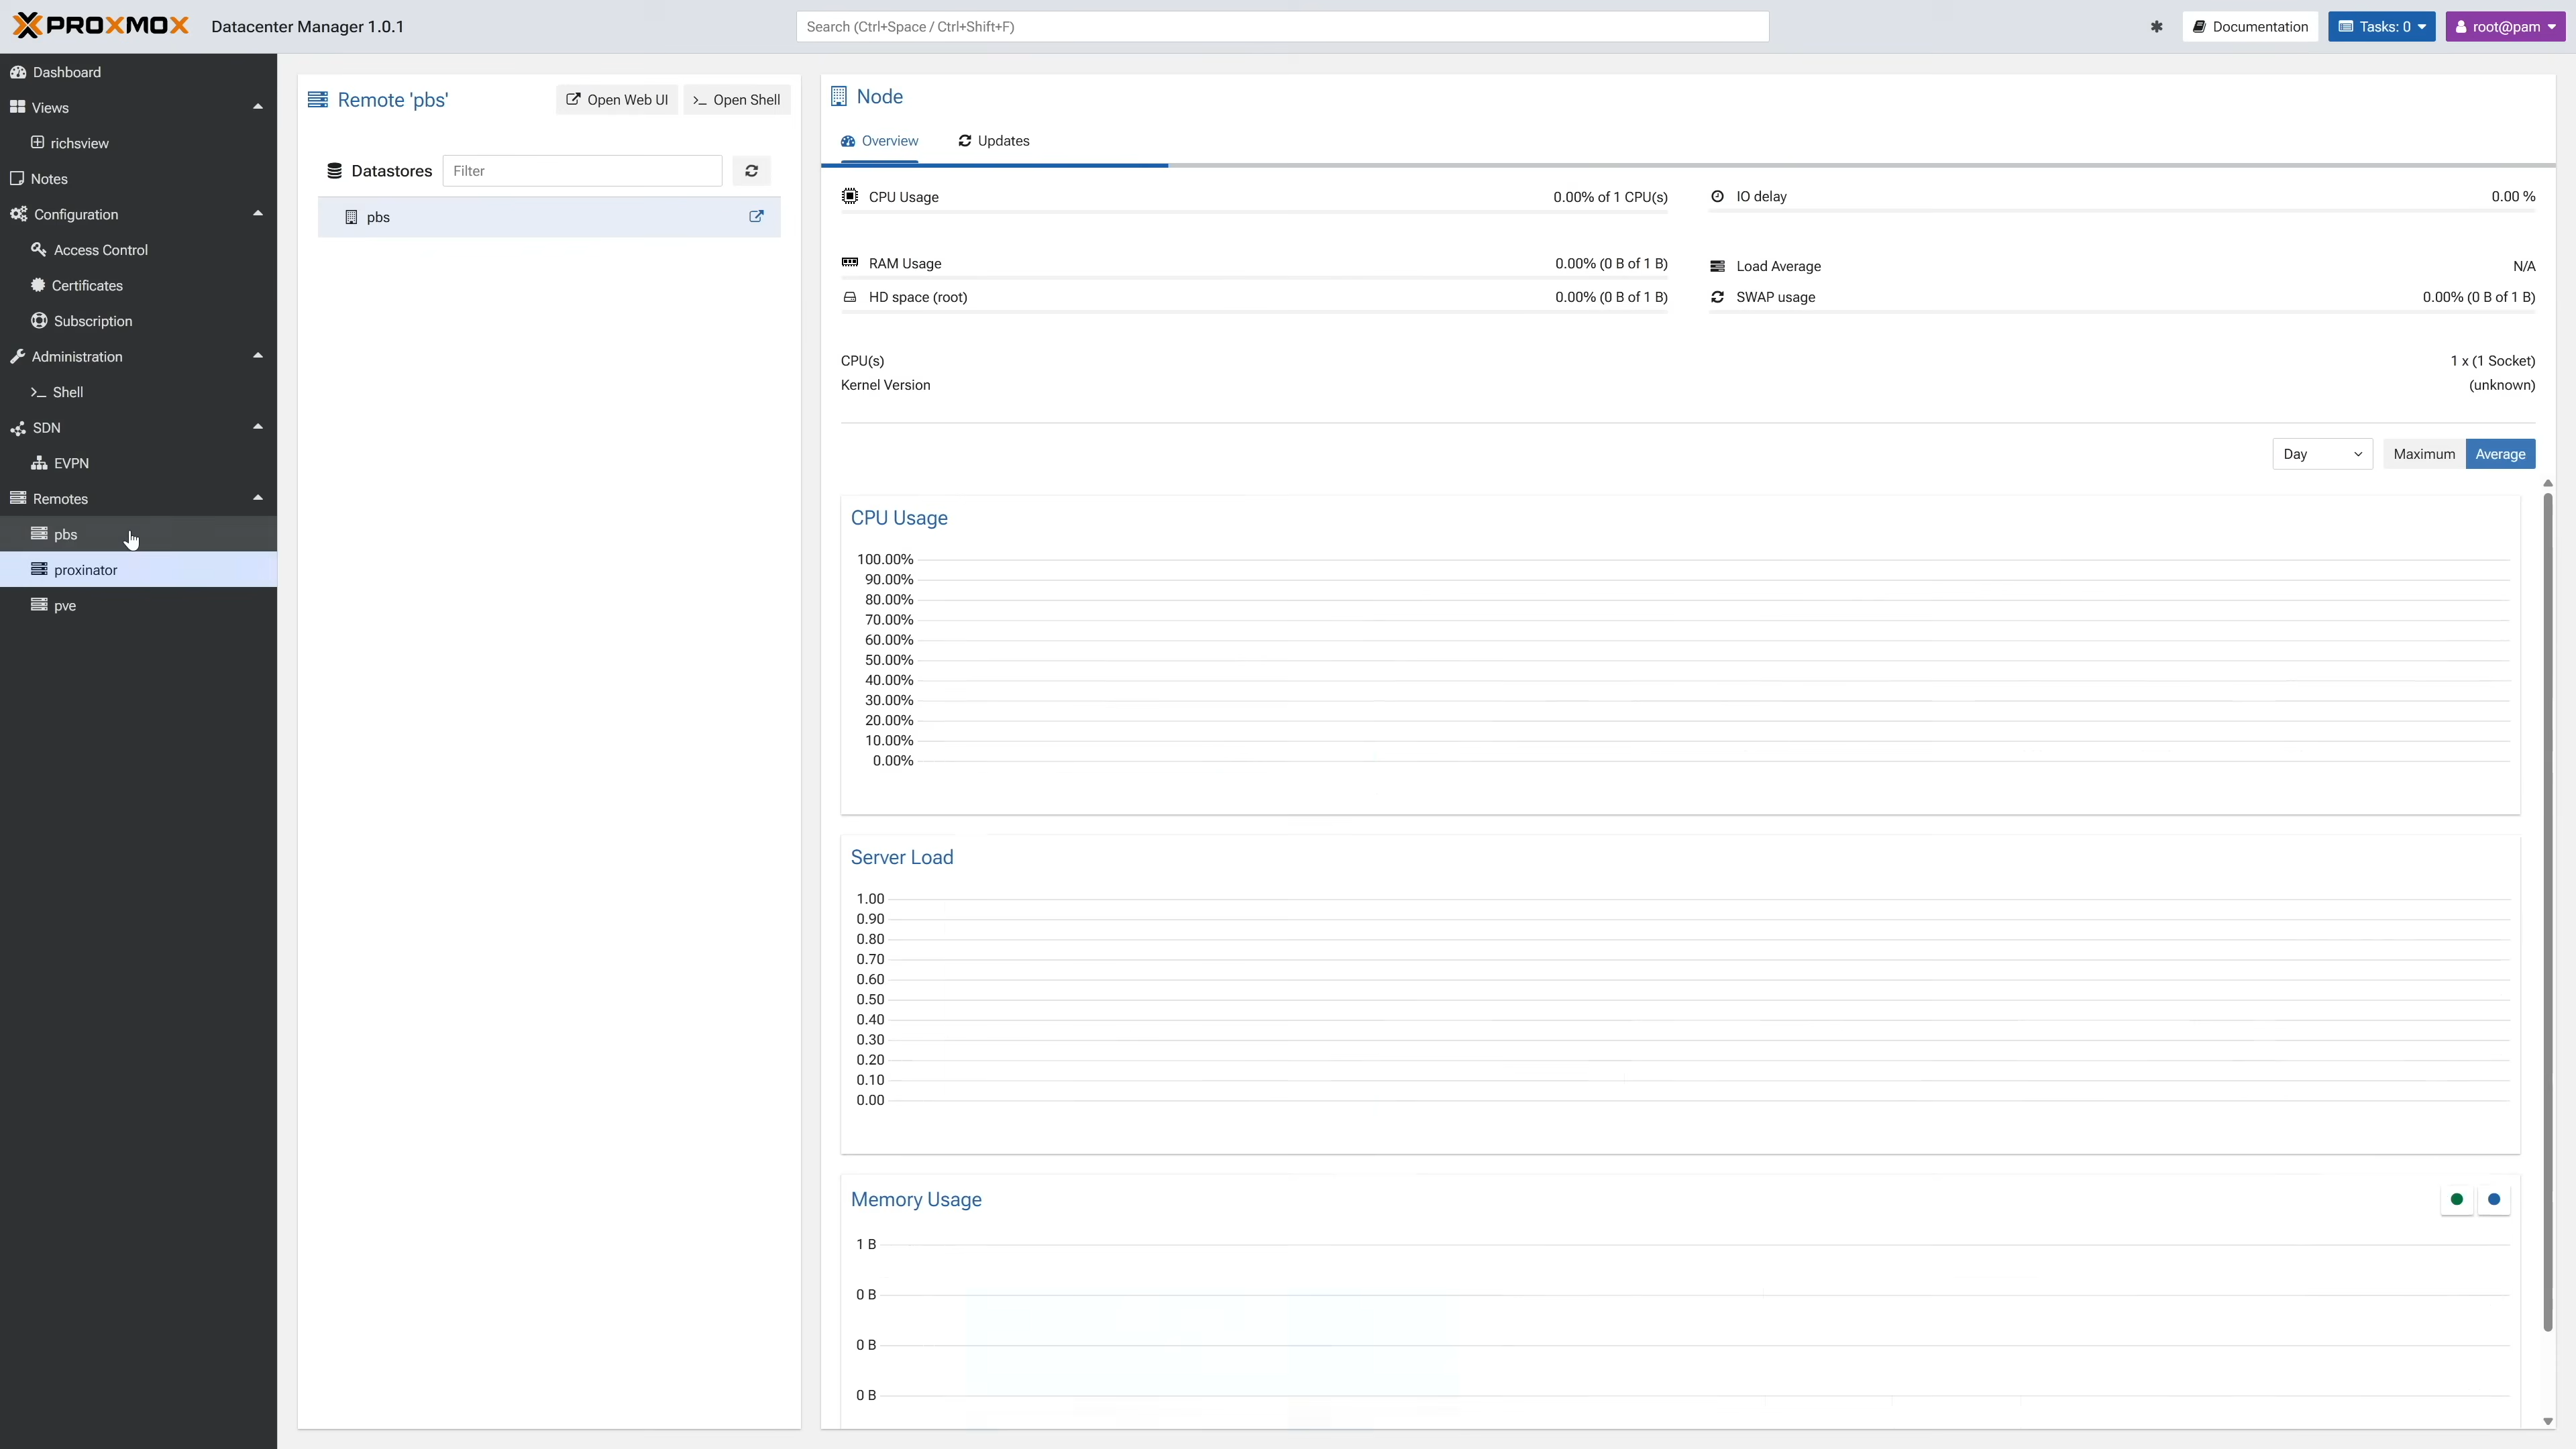 PROXMOX Datacenter Manager 1.0.1
Search (Ctrl+Space / Ctrl+Shift+F)
Documentation
Tasks: 0
root@pam
Dashboard
Views
richsview
Notes
Configuration
Access Control
Certificates
Subscription
Administration
Shell
SDN
EVPN
Remotes
pbs
proxinator
pve
Remote 'pbs'
Open Web UI
Open Shell
Datastores
Filter
pbs
Node
Overview
Updates
CPU Usage 0.00% of 1 CPU(s)
IO delay 0.00 %
RAM Usage 0.00% (0 B of 1 B)
Load Average N/A
HD space (root) 0.00% (0 B of 1 B)
SWAP usage 0.00% (0 B of 1 B)
CPU(s) 1 x (1 Socket)
Kernel Version (unknown)
Day
Maximum
Average
CPU Usage
100.00%
90.00%
80.00%
70.00%
60.00%
50.00%
40.00%
30.00%
20.00%
10.00%
0.00%
Server Load
1.00
0.90
0.80
0.70
0.60
0.50
0.40
0.30
0.20
0.10
0.00
Memory Usage
1 B
0 B
0 B
0 B